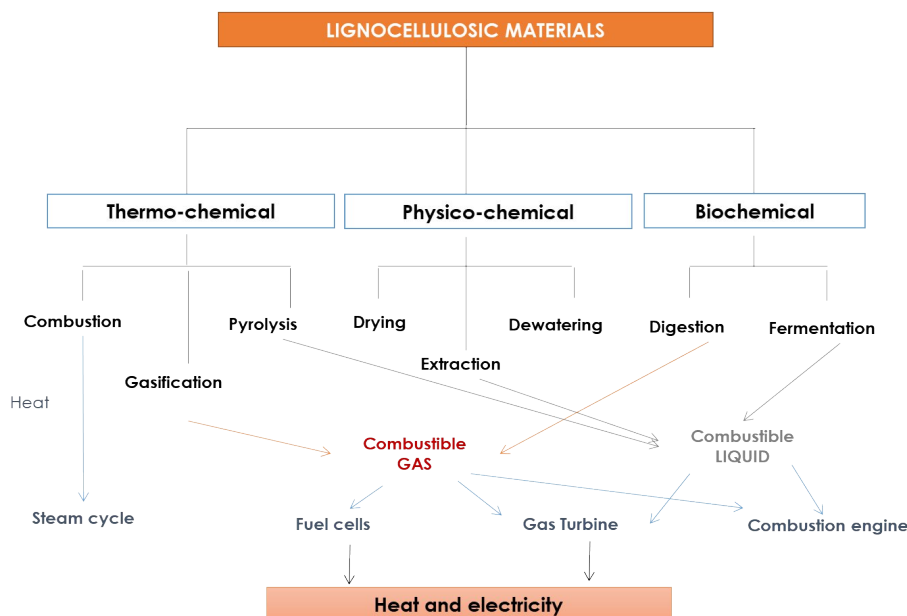 LIGNOCELLULOSIC MATERIALS
Thermo-chemical
Physico-chemical
Biochemical
Combustion
Pyrolysis
Drying
Dewatering
Digestion
Fermentation
Extraction
Gasification
Heat
Combustible
GAS
Combustible
LIQUID
Steam cycle
Fuel cells
Gas Turbine
Combustion engine
Heat and electricity